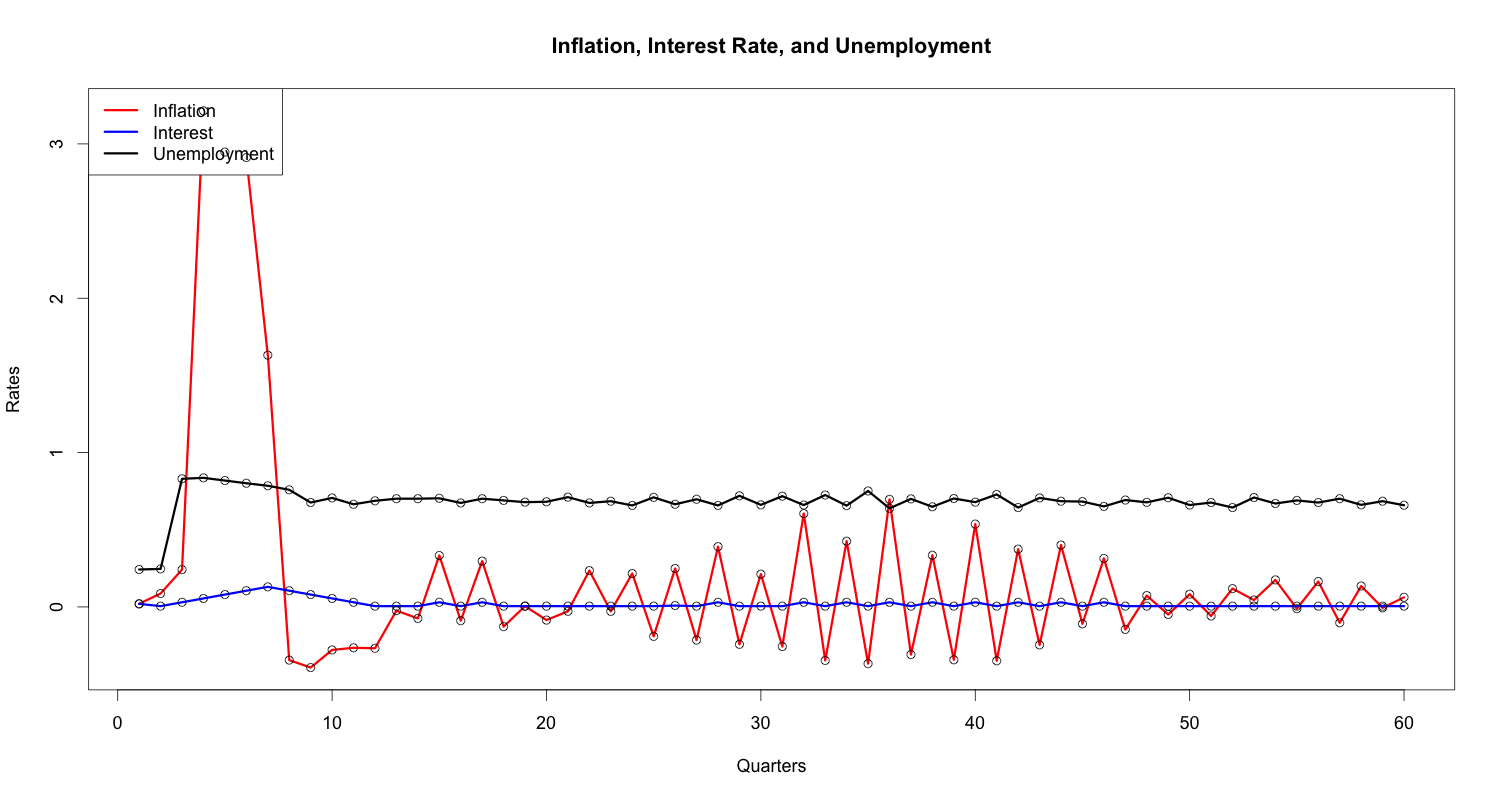 Inflation, Interest Rate, and Unemployment
Inflation
Interest
Unemployment
3
2
1
0
Rates
0 10 20 30 40 50 60
Quarters